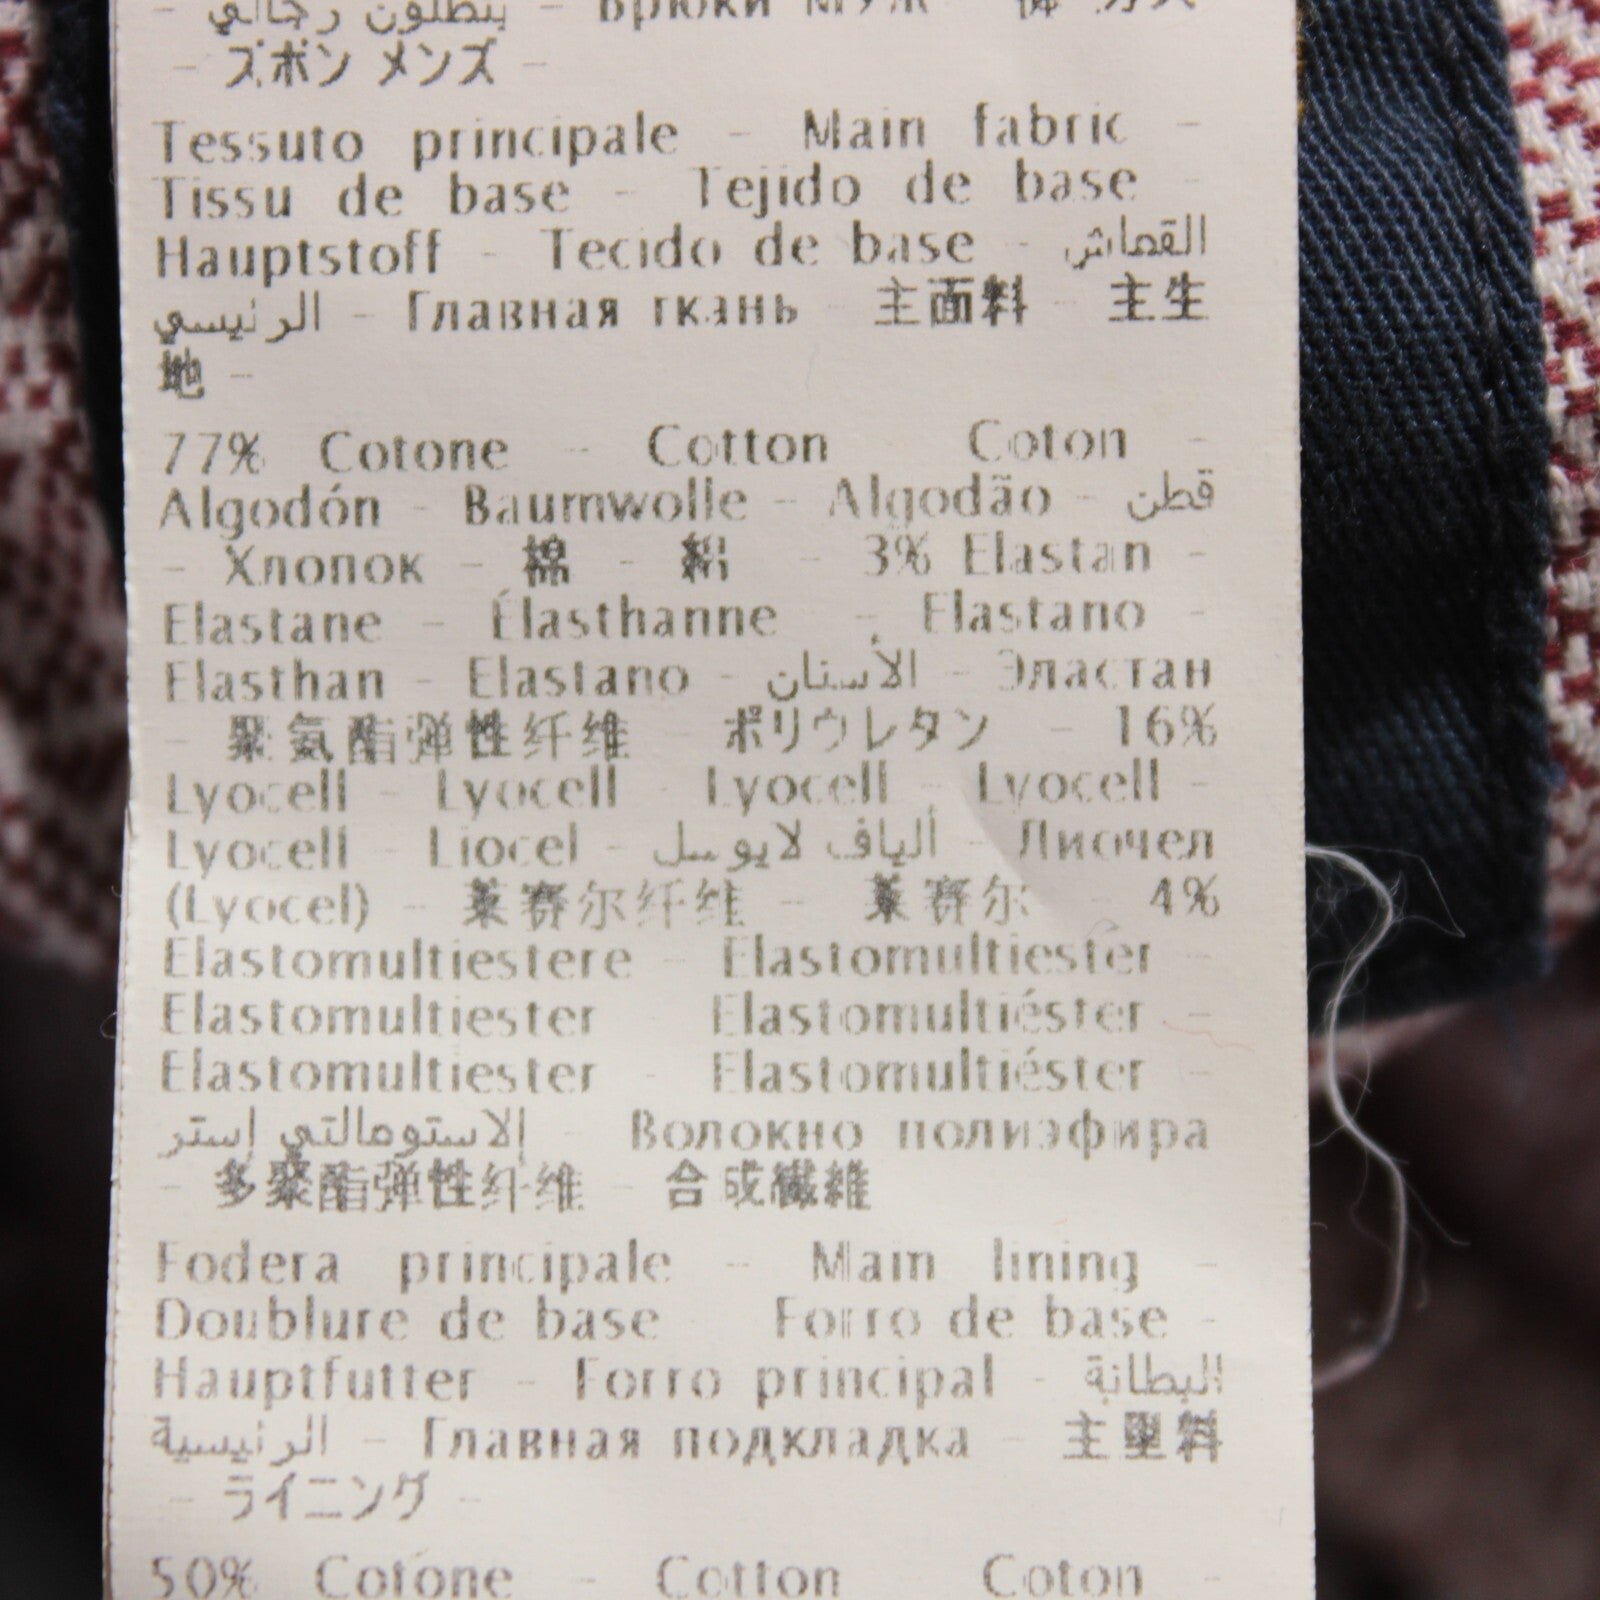 بنطلون رجالي - Брюки муж
- ズボン メンズ -
Tessuto principale - Main fabric -
Tissu de base - Tejido de base -
Hauptstoff - Tecido de base - القماش
الرئيسي - Главная ткань - 主面料 - 主生
地 -
77% Cotone - Cotton Coton -
Algodón - Baumwolle - Algodão - قطن
- Хлопок - 棉 - 綿 - 3% Elastan -
Elastane - Élasthanne - Elastano -
Elasthan - Elastano - الأستان - Эластан
- 聚氨酯弹性纤维 - ポリウレタン - 16%
Lyocell - Lyocell - Lyocell - Lyocell -
Lyocell - Liocel - ألياف لايوسل - Лиочел
(Lyocel) - 莱赛尔纤维 - 莱赛尔 - 4%
Elastomultiestere - Elastomultiester -
Elastomultiester Elastomultiéster -
Elastomultiester - Elastomultiéster -
إلاستومالتي إستر - Волокно полиэфира
- 多聚酯弹性纤维 - 合成繊維
Fodera principale - Main lining -
Doublure de base Forro de base -
Hauptfutter - Forro principal - البطانة
الرئيسية - Главная подкладка - 主里料
- ライニング -
50% Cotone - Cotton Coton -